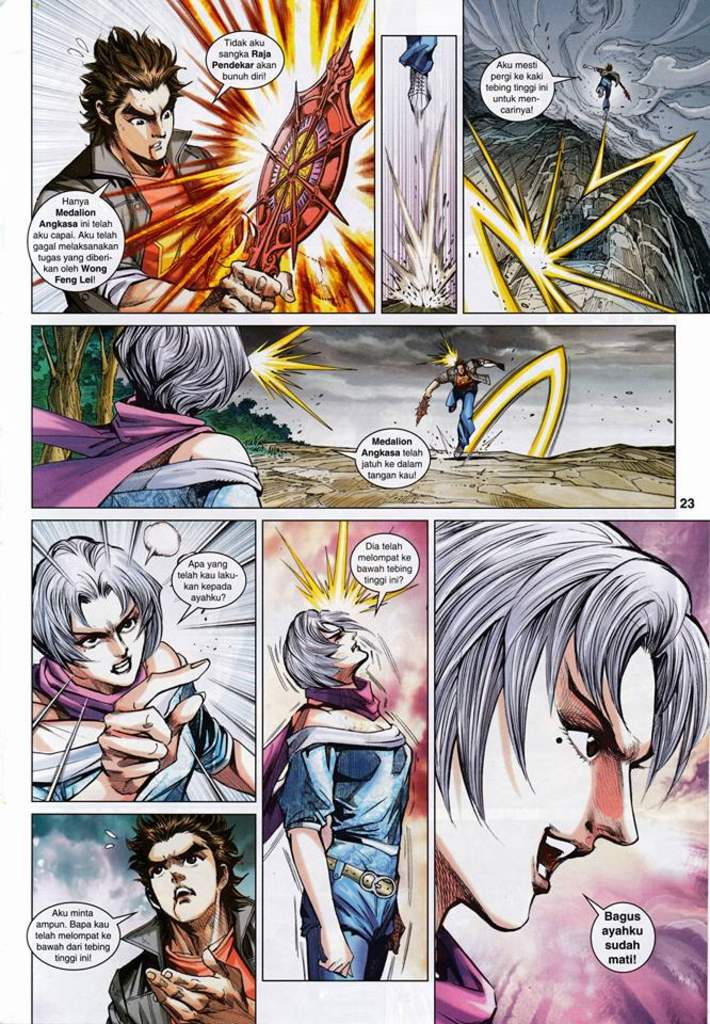 Tidak aku
sangka Raja
Pendekar akan
bunuh diri!
Hanya
Medalion
Angkasa ini telah
aku capai. Aku telah
gagal melaksanakan
tugas yang diberi-
kan oleh Wong
Feng Lei!
Aku mesti
pergi ke kaki
tebing tinggi ini
untuk men-
carinya!
Medalion
Angkasa telah
jatuh ke dalam
tangan kau!
23
Apa yang
telah kau laku-
kan kepada
ayahku?
Dia telah
melompat ke
bawah tebing
tinggi ini?
Aku minta
ampun. Bapa kau
telah melompat ke
bawah dari tebing
tinggi ini!
Bagus
ayahku
sudah
mati!